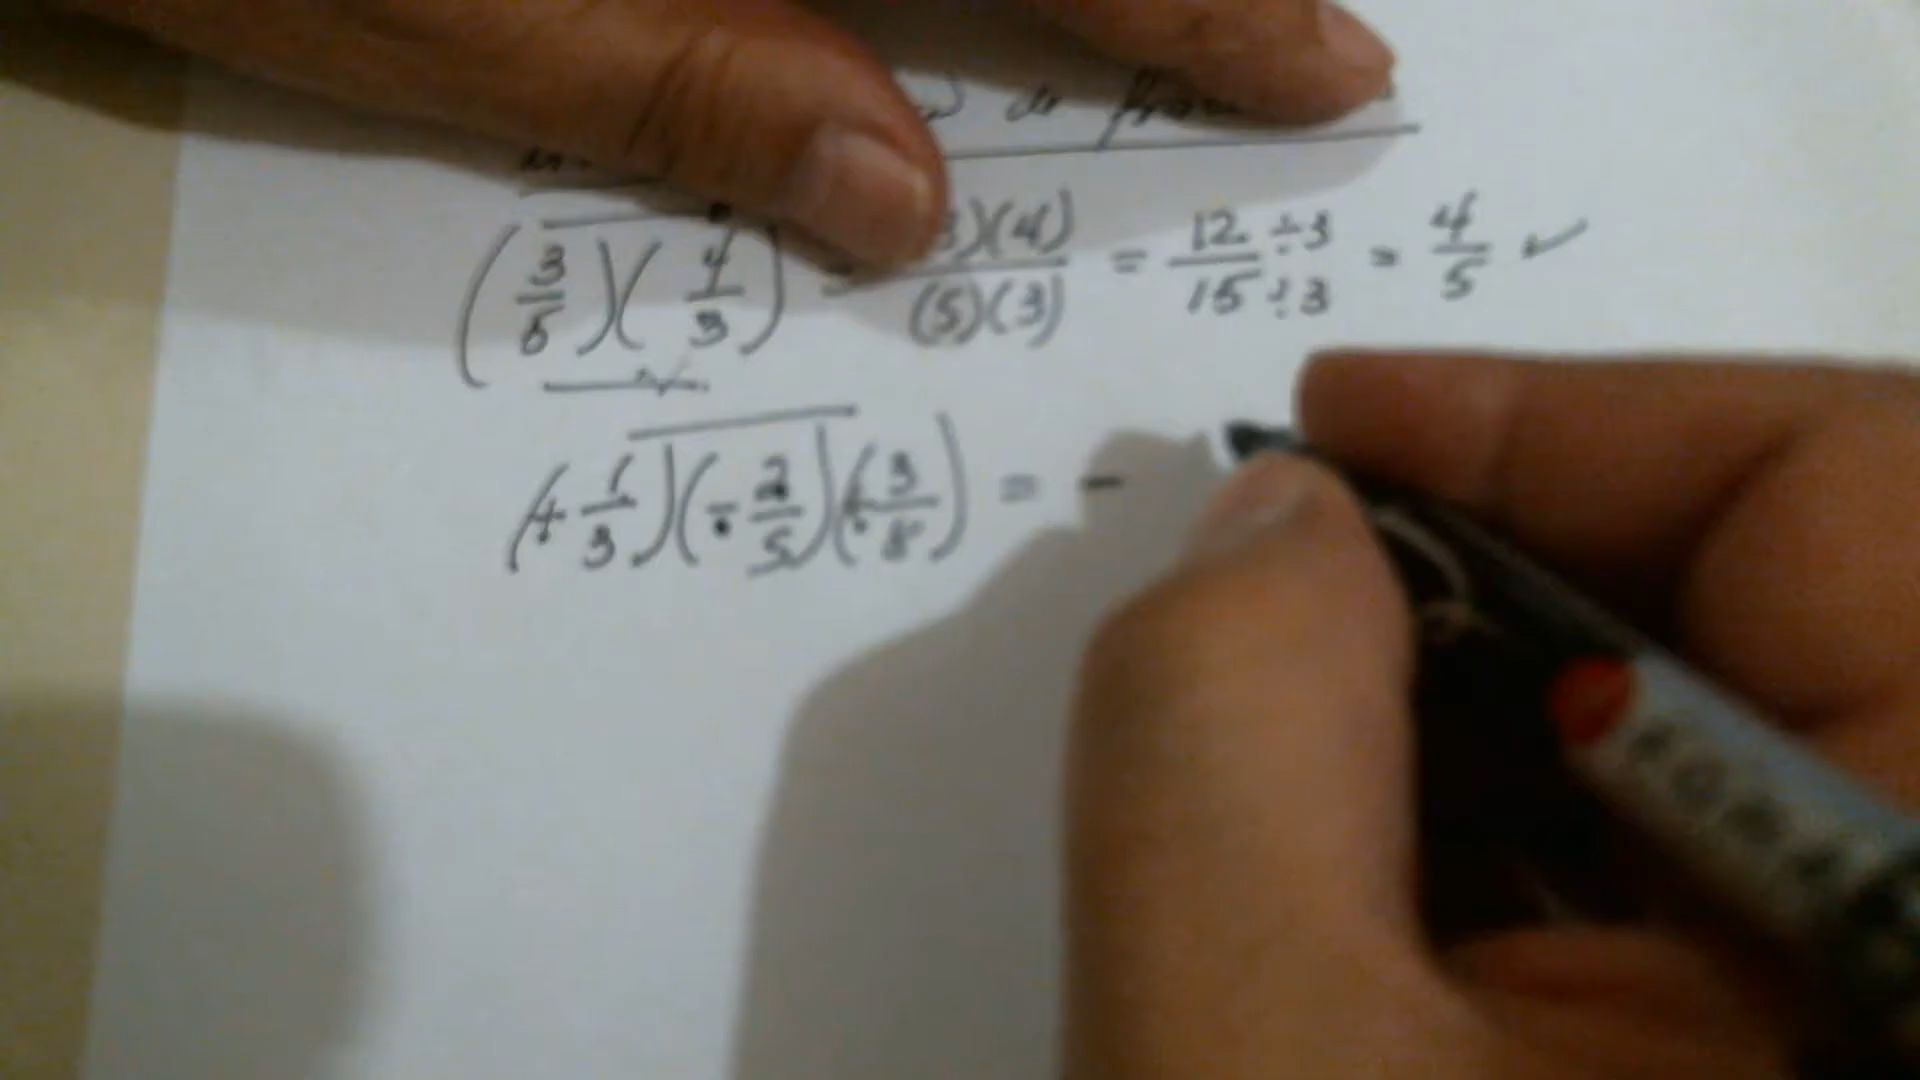 de
(3/5)(4/3) = (3)(4)/(5)(3) = 12÷3/15÷3 = 4/5 ✓
(+1/3)(-2/5)(+3/8) = -